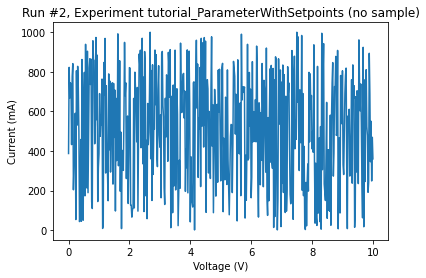 Run #2, Experiment tutorial_ParameterWithSetpoints (no sample)
1000
800
600
400
200
0
Current (mA)
0 2 4 6 8 10
Voltage (V)